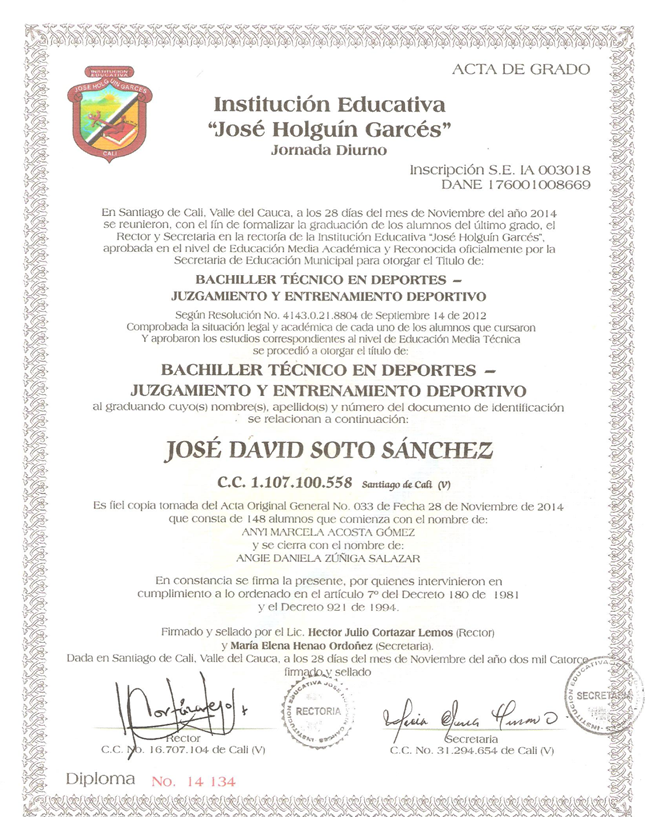 INSTITUCIÓN
EDUCATIVA
JOSE HOLGUIN GARCES
CALI
ACTA DE GRADO
Institución Educativa
“José Holguín Garcés”
Jornada Diurno
Inscripción S.E. IA 003018
DANE 176001008669
En Santiago de Cali, Valle del Cauca, a los 28 días del mes de Noviembre del año 2014
se reunieron, con el fín de formalizar la graduación de los alumnos del último grado, el
Rector y Secretaria en la rectoría de la Institución Educativa “José Holguín Garcés”,
aprobada en el nivel de Educación Media Académica y Reconocida oficialmente por la
Secretaria de Educación Municipal para otorgar el Titulo de:
BACHILLER TÉCNICO EN DEPORTES –
JUZGAMIENTO Y ENTRENAMIENTO DEPORTIVO
Según Resolución No. 4143.0.21.8804 de Septiembre 14 de 2012
Comprobada la situación legal y académica de cada uno de los alumnos que cursaron
Y aprobaron los estudios correspondientes al nivel de Educación Media Técnica
se procedió a otorgar el título de:
BACHILLER TÉCNICO EN DEPORTES –
JUZGAMIENTO Y ENTRENAMIENTO DEPORTIVO
al graduando cuyo(s) nombre(s), apellido(s) y número del documento de identificación
se relacionan a continuación:
JOSÉ DAVID SOTO SÁNCHEZ
C.C. 1.107.100.558 Santiago de Cali (V)
Es fiel copia tomada del Acta Original General No. 033 de Fecha 28 de Noviembre de 2014
que consta de 148 alumnos que comienza con el nombre de:
ANYI MARCELA ACOSTA GÓMEZ
y se cierra con el nombre de:
ANGIE DANIELA ZÚÑIGA SALAZAR
En constancia se firma la presente, por quienes intervinieron en
cumplimiento a lo ordenado en el artículo 7º del Decreto 180 de 1981
y el Decreto 921 de 1994.
Firmado y sellado por el Lic. Hector Julio Cortazar Lemos (Rector)
y María Elena Henao Ordoñez (Secretaria).
Dada en Santiago de Cali, Valle del Cauca, a los 28 días del mes de Noviembre del año dos mil Catorce
firmado y sellado
RECTORIA
SECRETARIA
Rector
C.C. No. 16.707.104 de Cali (V)
Secretaria
C.C. No. 31.294.654 de Cali (V)
Diploma No. 14 134